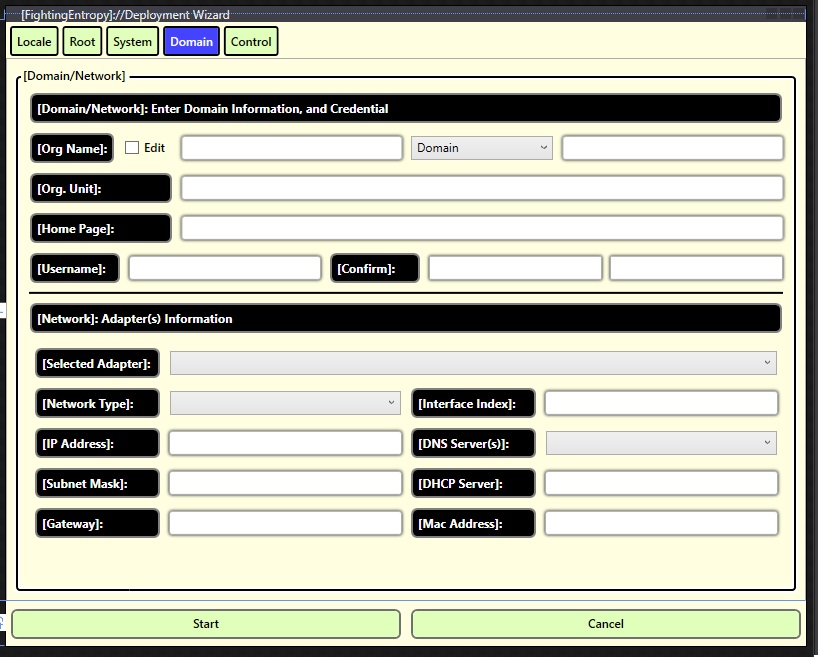 [FightingEntropy]://Deployment Wizard
Locale Root System Domain Control
[Domain/Network]
[Domain/Network]: Enter Domain Information, and Credential
[Org Name]: Edit Domain
[Org. Unit]:
[Home Page]:
[Username]: [Confirm]:
[Network]: Adapter(s) Information
[Selected Adapter]:
[Network Type]: [Interface Index]:
[IP Address]: [DNS Server(s)]:
[Subnet Mask]: [DHCP Server]:
[Gateway]: [Mac Address]:
Start Cancel